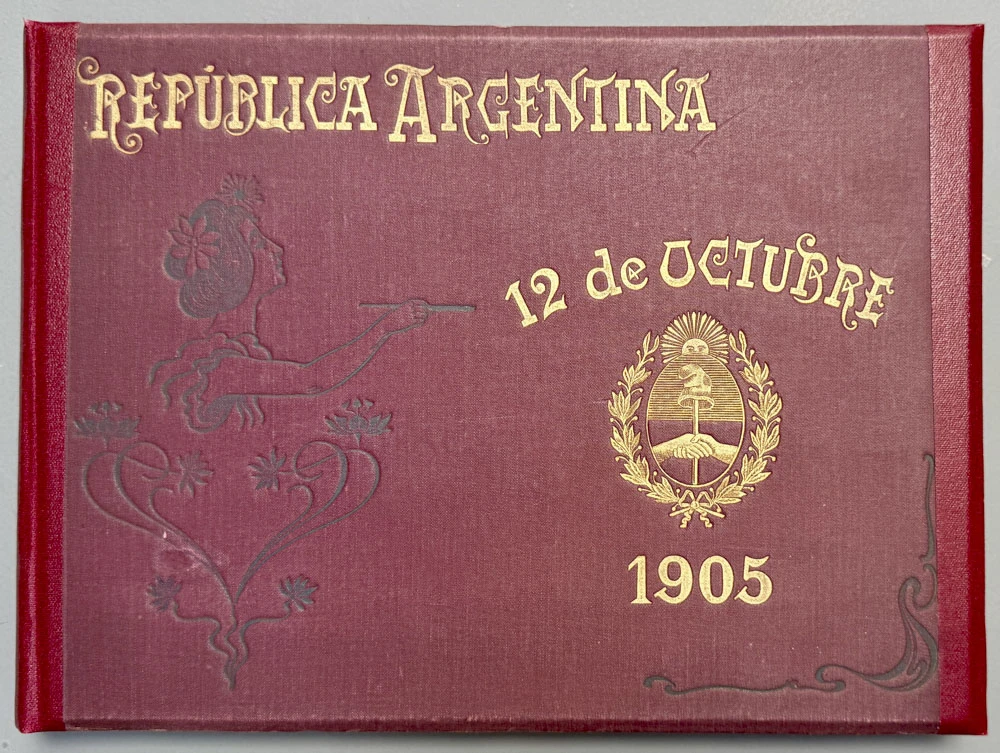 REPÚBLICA ARGENTINA
12 de OCTUBRE
1905